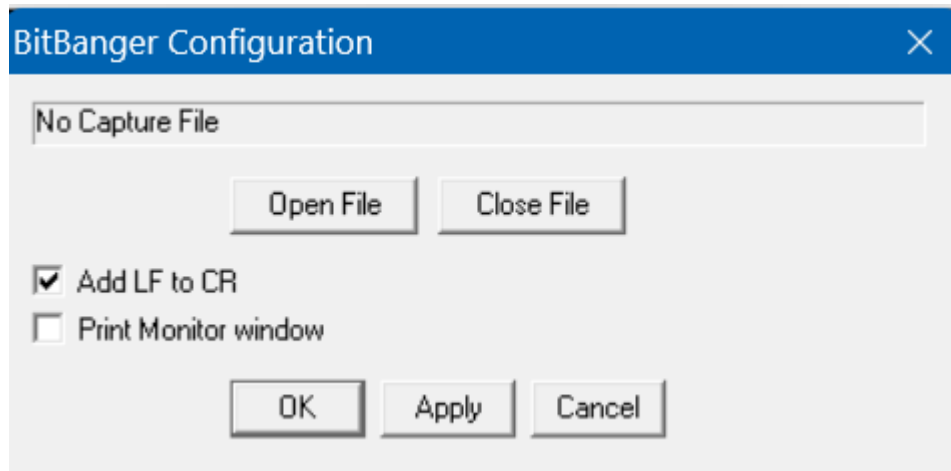 BitBanger Configuration
No Capture File
Open File Close File
Add LF to CR
Print Monitor window
OK Apply Cancel